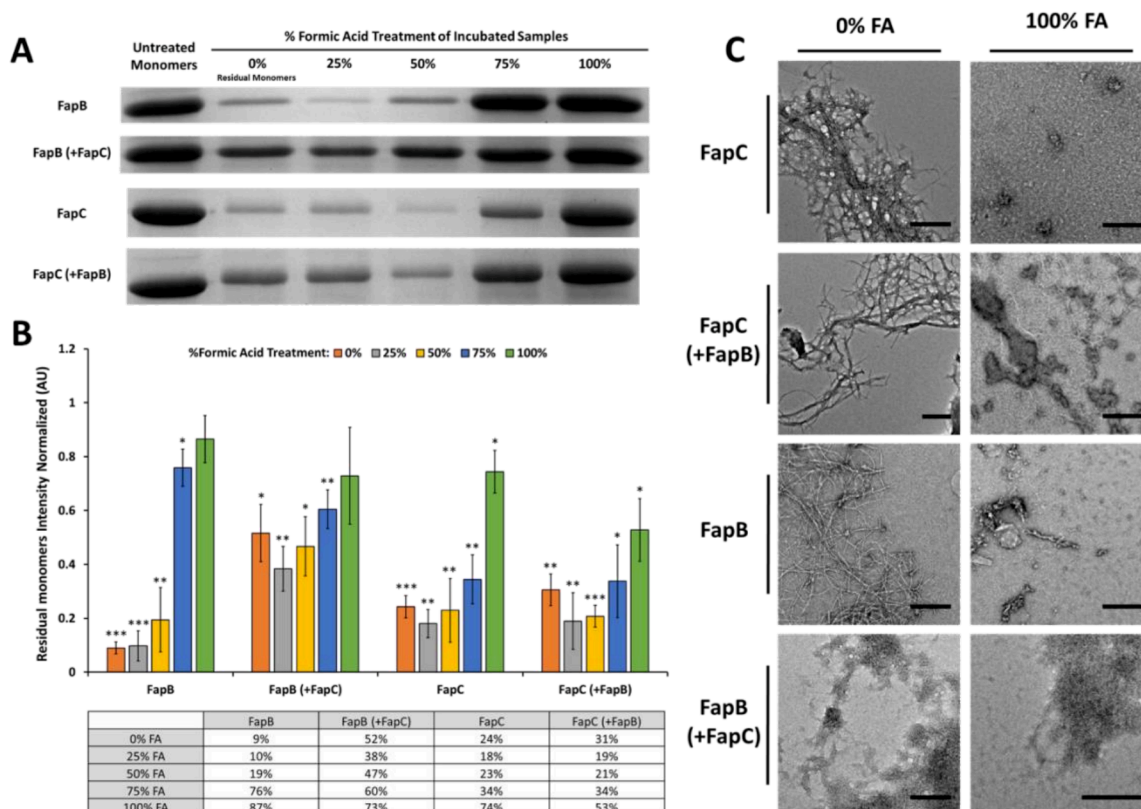 A
Untreated
Monomers
% Formic Acid Treatment of Incubated Samples
0% 25% 50% 75% 100%
Residual Monomers
FapB
FapB (+FapC)
FapC
FapC (+FapB)
B
%Formic Acid Treatment: 0% 25% 50% 75% 100%
Residual monomers Intensity Normalized (AU)
1.2
1
0.8
0.6
0.4
0.2
0
*** *** ** *
* ** * **
*** ** ** ** *
** ** *** * *
FapB FapB (+FapC) FapC FapC (+FapB)
FapB FapB (+FapC) FapC FapC (+FapB)
0% FA 9% 52% 24% 31%
25% FA 10% 38% 18% 19%
50% FA 19% 47% 23% 21%
75% FA 76% 60% 34% 34%
100% FA 87% 73% 74% 53%
C
0% FA 100% FA
FapC
FapC
(+FapB)
FapB
FapB
(+FapC)